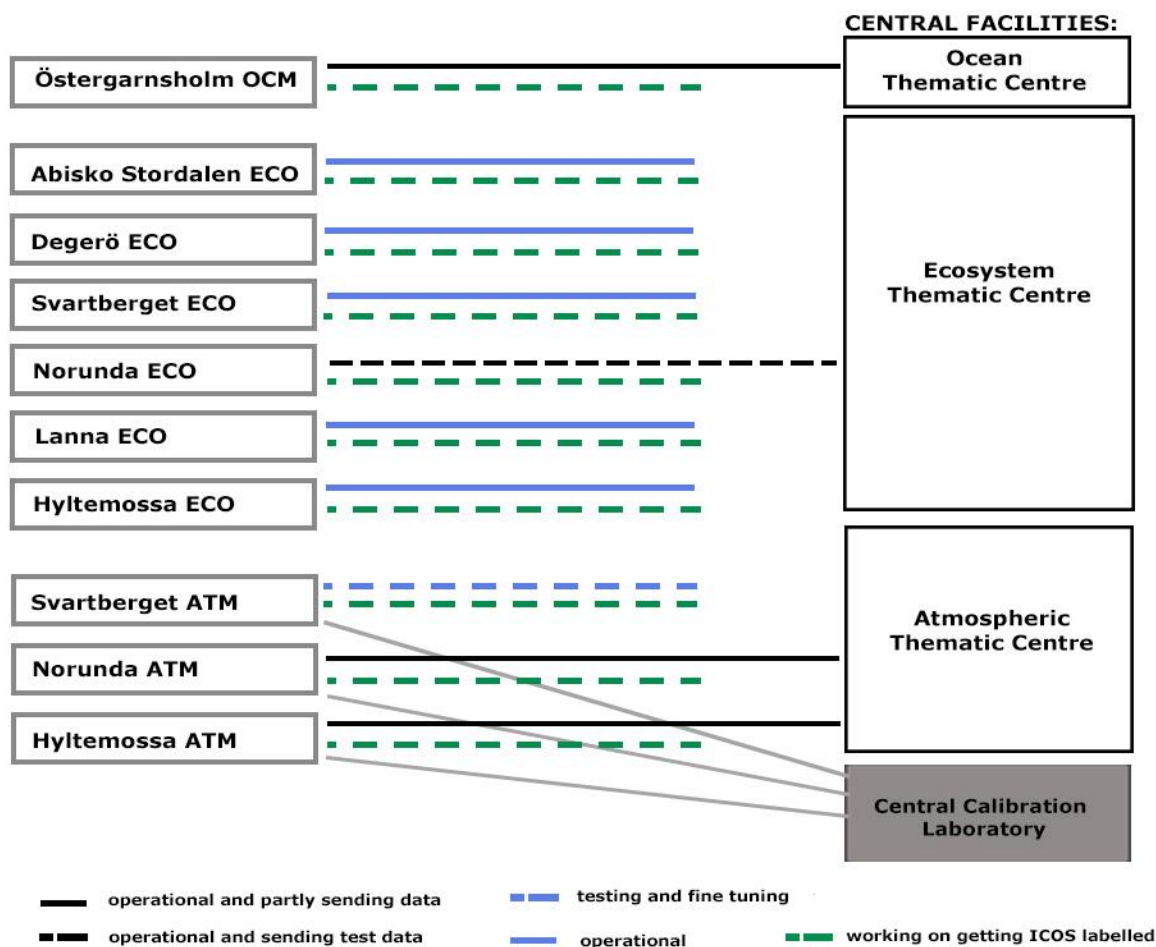 CENTRAL FACILITIES:
Östergarnsholm OCM
Ocean
Thematic Centre
Abisko Stordalen ECO
Degerö ECO
Svartberget ECO
Norunda ECO
Lanna ECO
Hyltemossa ECO
Ecosystem
Thematic Centre
Svartberget ATM
Norunda ATM
Hyltemossa ATM
Atmospheric
Thematic Centre
Central Calibration
Laboratory
operational and partly sending data
testing and fine tuning
operational and sending test data
operational
working on getting ICOS labelled